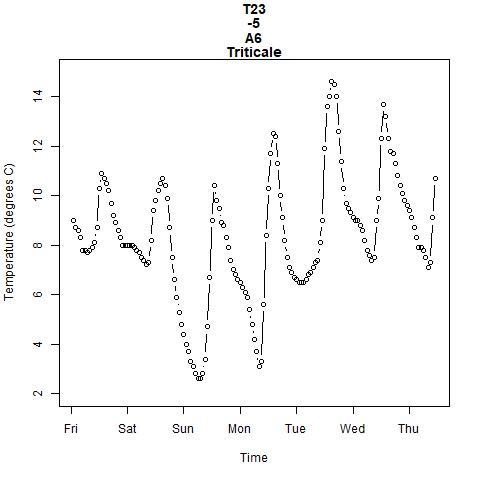 T23
-5
A6
Triticale
Temperature (degrees C)
14
12
10
8
6
4
2
Fri Sat Sun Mon Tue Wed Thu
Time